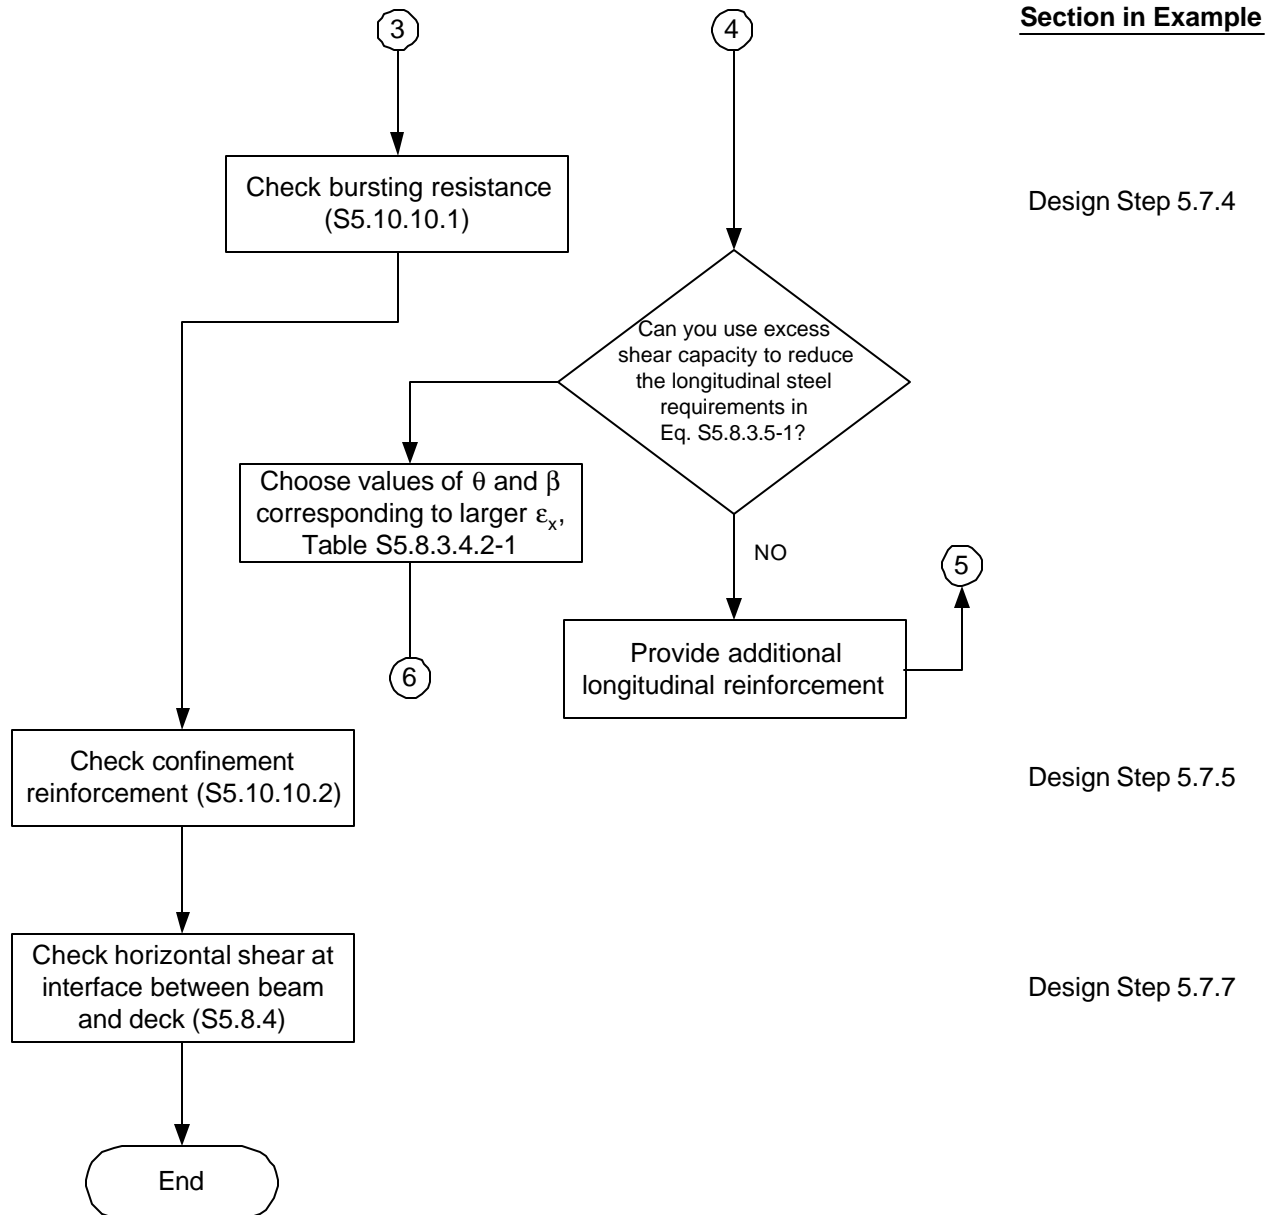 Section in Example
3
4
Check bursting resistance
(S5.10.10.1)
Design Step 5.7.4
Can you use excess
shear capacity to reduce
the longitudinal steel
requirements in
Eq. S5.8.3.5-1?
Choose values of θ and β
corresponding to larger εx,
Table S5.8.3.4.2-1
NO
5
Provide additional
longitudinal reinforcement
6
Check confinement
reinforcement (S5.10.10.2)
Design Step 5.7.5
Check horizontal shear at
interface between beam
and deck (S5.8.4)
Design Step 5.7.7
End